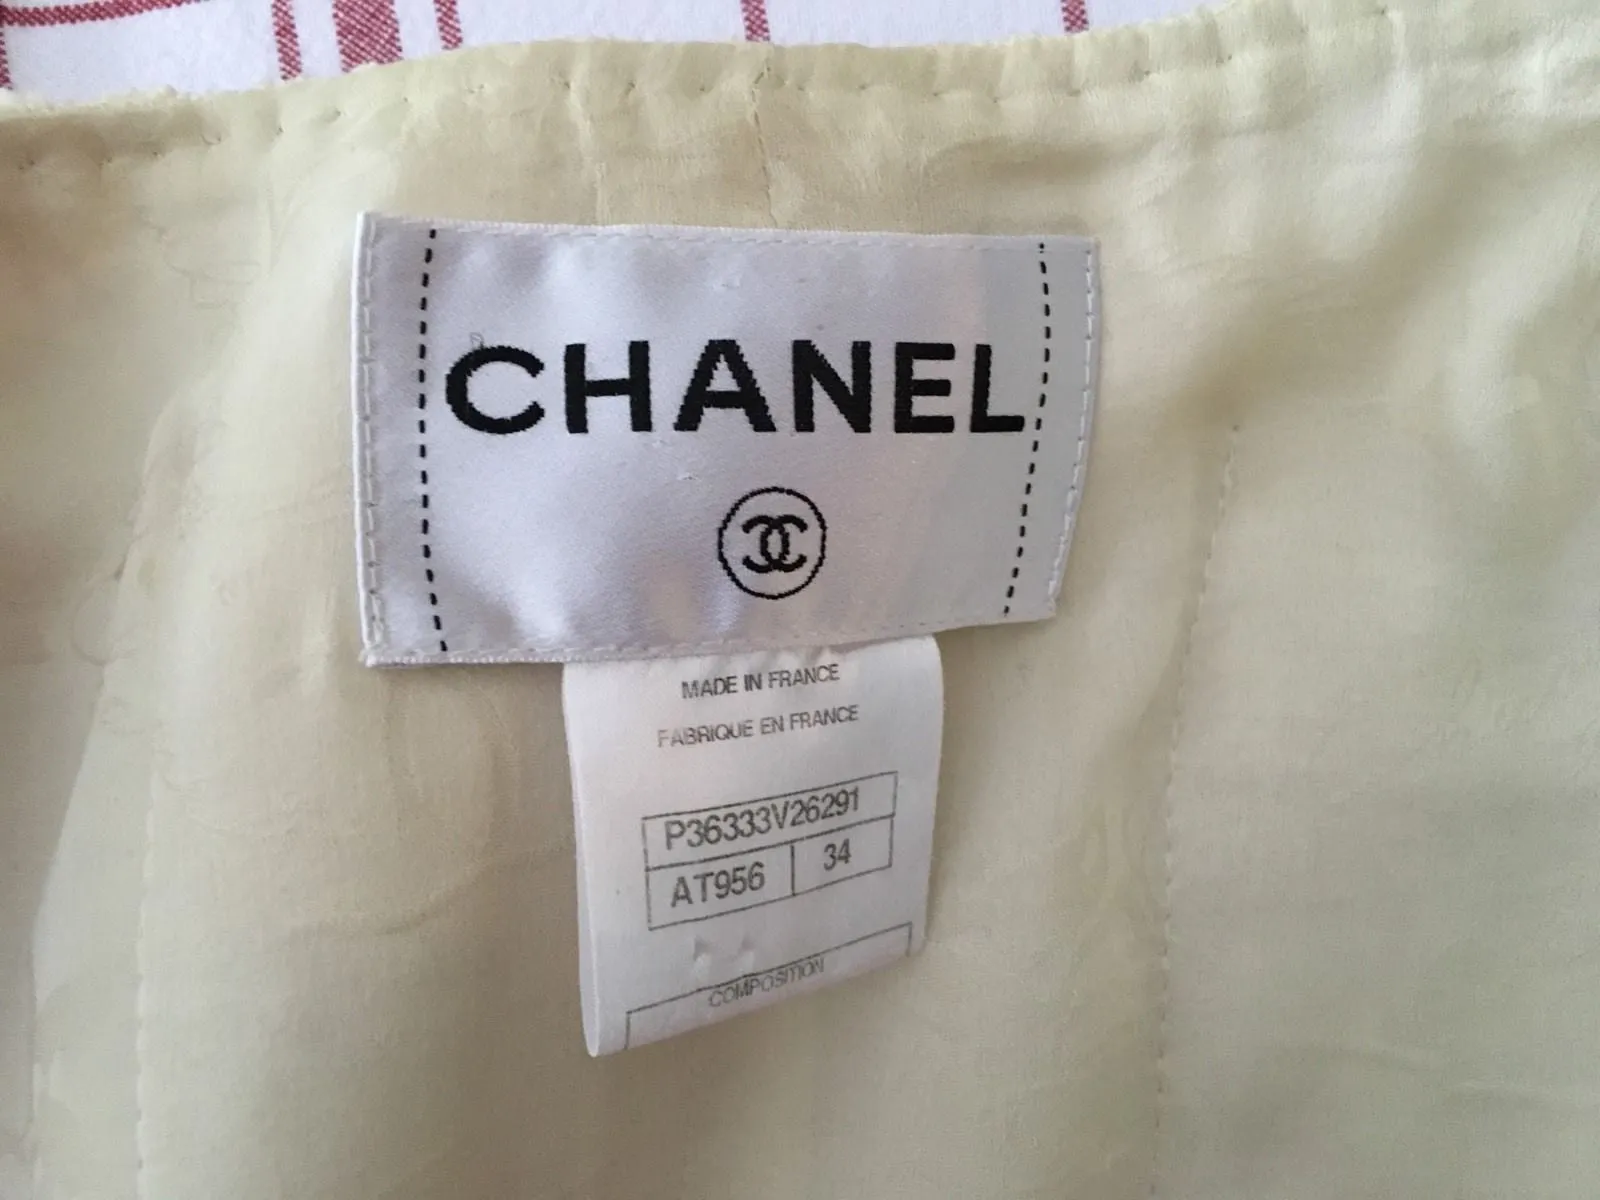 CHANEL
MADE IN FRANCE
FABRIQUE EN FRANCE
P36333V26291
AT956 34
COMPOSITION